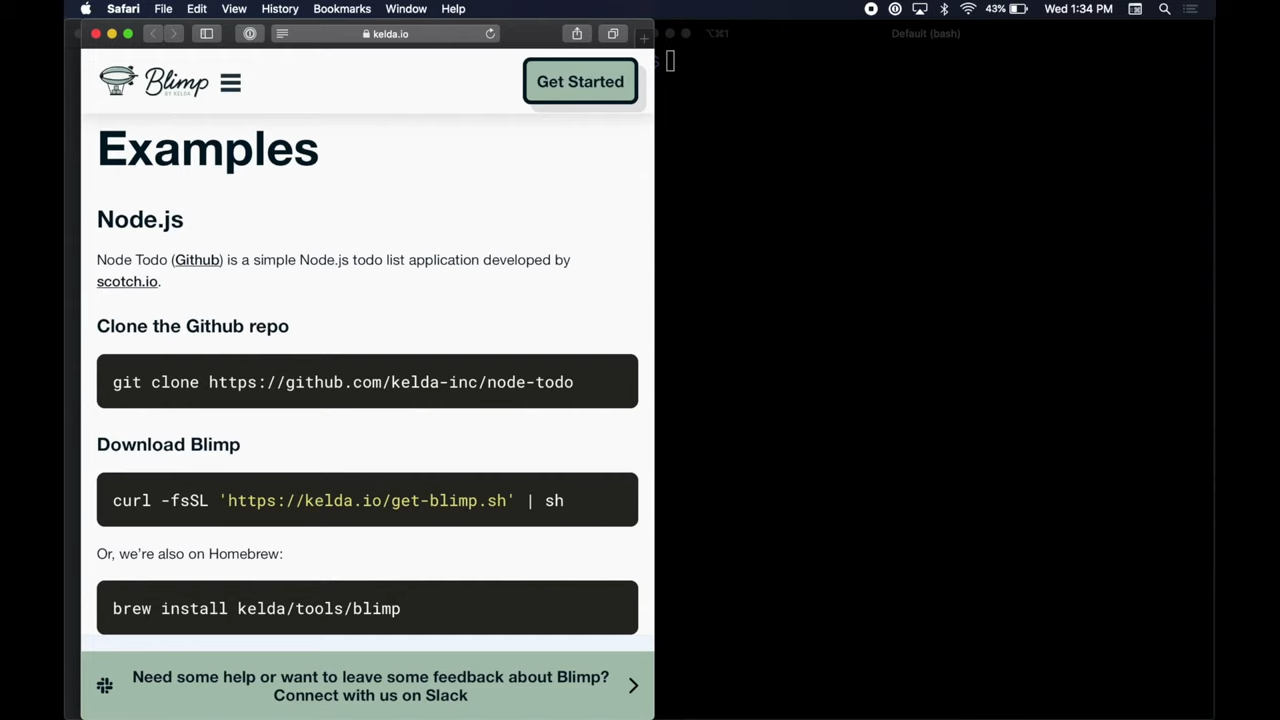 Safari File Edit View History Bookmarks Window Help 43% Wed 1:34 PM
kelda.io
⌥⌘1 Default (bash)
Blimp
BY KELDA
Get Started
Examples
Node.js
Node Todo (Github) is a simple Node.js todo list application developed by
scotch.io.
Clone the Github repo
git clone https://github.com/kelda-inc/node-todo
Download Blimp
curl -fsSL 'https://kelda.io/get-blimp.sh' | sh
Or, we're also on Homebrew:
brew install kelda/tools/blimp
Need some help or want to leave some feedback about Blimp?
Connect with us on Slack